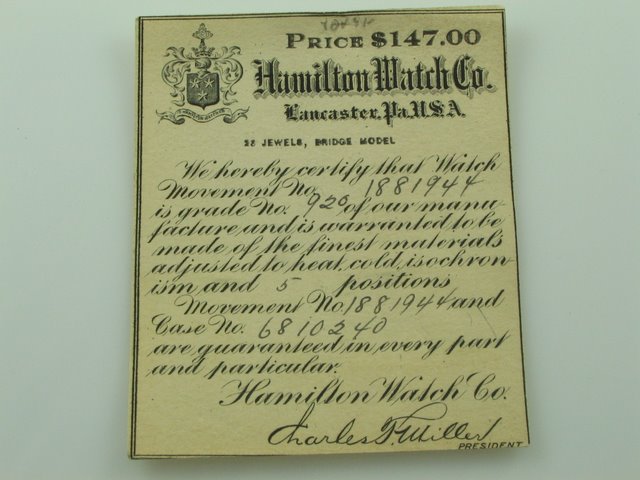 PRICE $147.00
Hamilton Watch Co.
Lancaster, Pa. U.S.A.
23 JEWELS, BRIDGE MODEL
We hereby certify that Watch
Movement No. 1881944
is grade No. 920 of our manu-
facture and is warranted to be
made of the finest materials
adjusted to heat, cold, isochron-
ism and 5 positions
Movement No. 1881944 and
Case No. 6810240
are guaranteed in every part
and particular.
Hamilton Watch Co.
Charles F. Miller
PRESIDENT